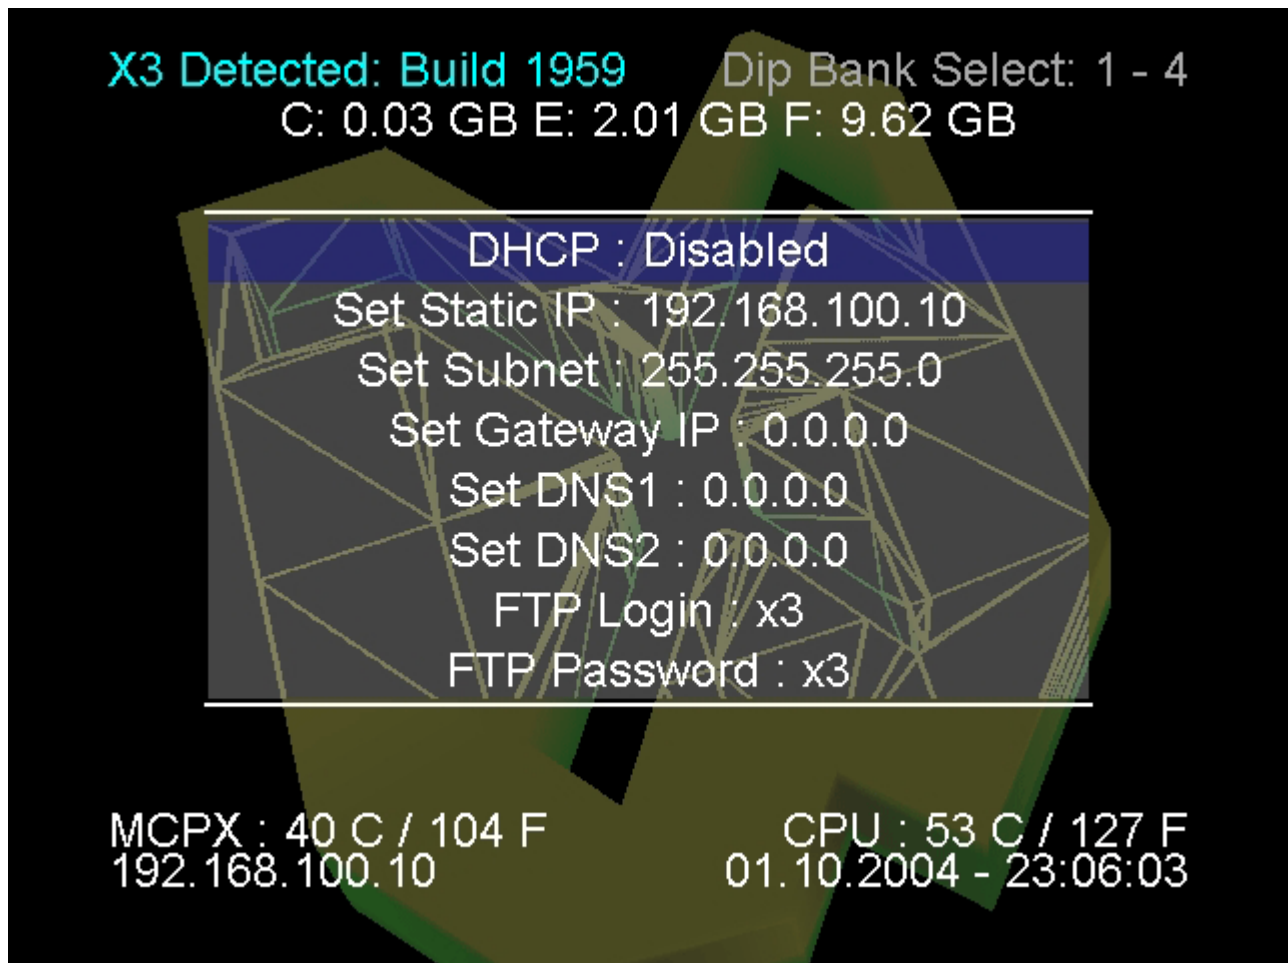 X3 Detected: Build 1959 Dip Bank Select: 1 - 4
C: 0.03 GB E: 2.01 GB F: 9.62 GB
DHCP : Disabled
Set Static IP : 192.168.100.10
Set Subnet : 255.255.255.0
Set Gateway IP : 0.0.0.0
Set DNS1 : 0.0.0.0
Set DNS2 : 0.0.0.0
FTP Login : x3
FTP Password : x3
MCPX : 40 C / 104 F CPU : 53 C / 127 F
192.168.100.10 01.10.2004 - 23:06:03